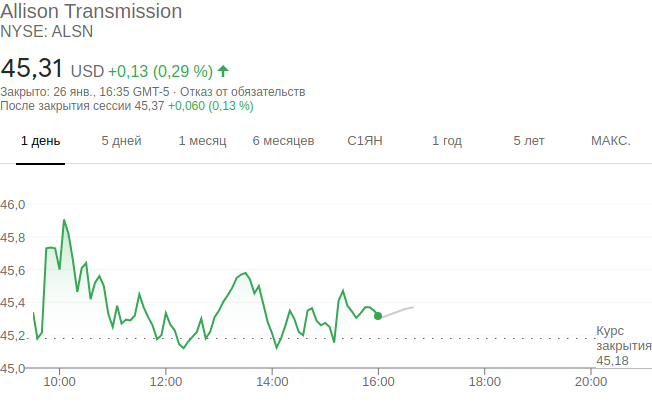 Allison Transmission
NYSE: ALSN
45,31 USD +0,13 (0,29 %)
Закрыто: 26 янв., 16:35 GMT-5 · Отказ от обязательств
После закрытия сессии 45,37 +0,060 (0,13 %)
1 день 5 дней 1 месяц 6 месяцев С1ЯН 1 год 5 лет МАКС.
46,0
45,8
45,6
45,4
45,2
45,0
Курс
закрытия
45,18
10:00 12:00 14:00 16:00 18:00 20:00